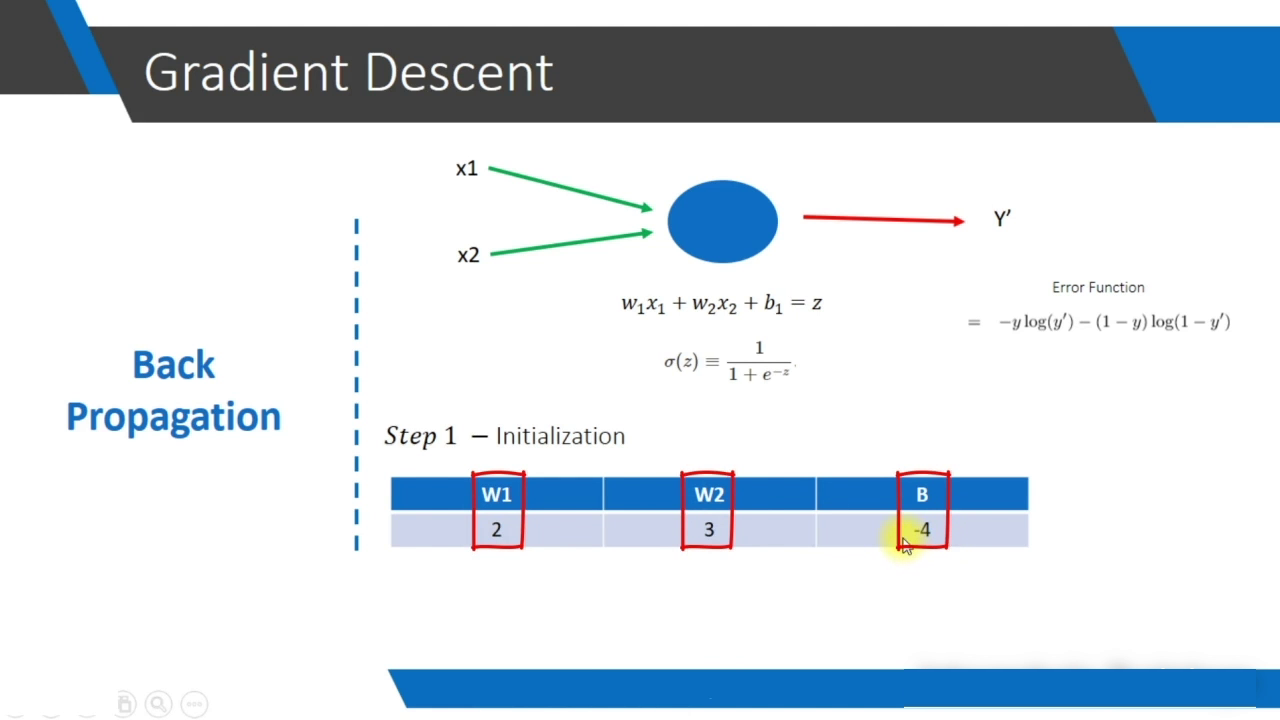 Gradient Descent
x1
x2
Y’
w₁x₁ + w₂x₂ + b₁ = z
σ(z) ≡ 1 / (1 + e⁻ᶻ)
Error Function
= −y log(y′) − (1 − y) log(1 − y′)
Back
Propagation
Step 1 – Initialization
W1 W2 B
2 3 -4